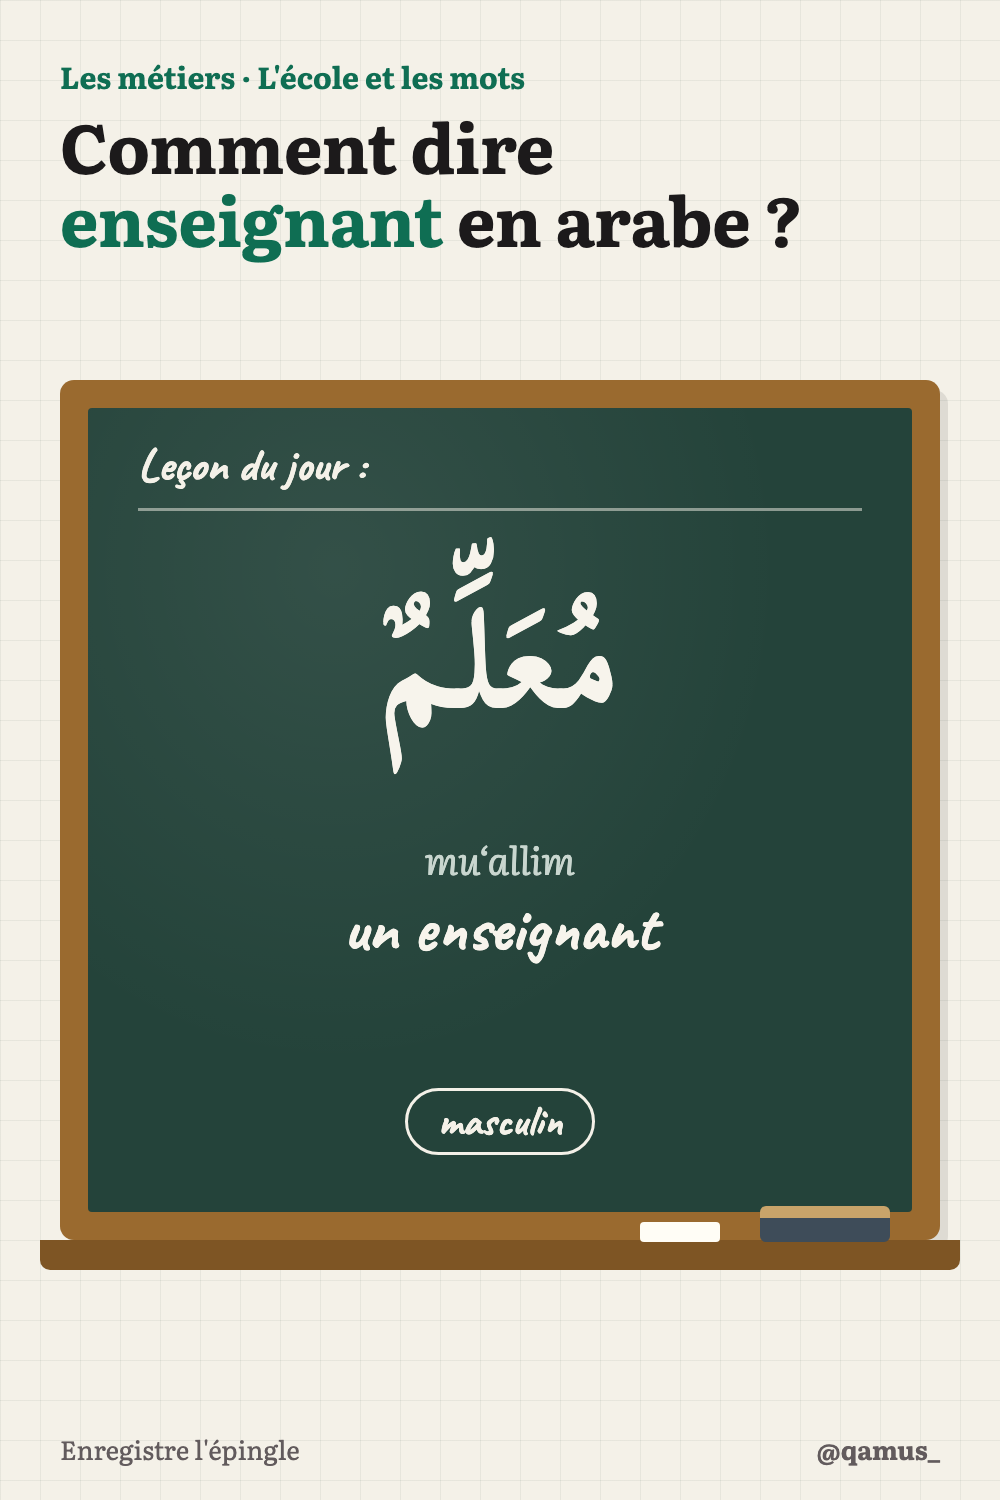 Les métiers · L'école et les mots
Comment dire
enseignant en arabe ?
Leçon du jour :
مُعَلِّمٌ
mu‘allim
un enseignant
masculin
Enregistre l'épingle
@qamus_